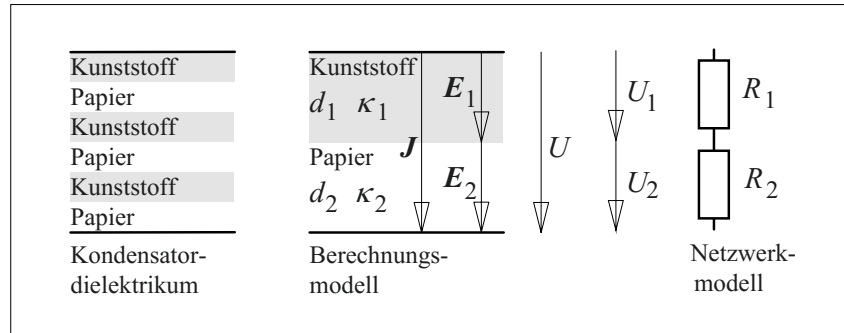 Kunststoff
Papier
Kunststoff
Papier
Kunststoff
Papier
Kondensator-
dielektrikum
Kunststoff
d₁ κ₁
E₁
J
Papier
d₂ κ₂
E₂
Berechnungs-
modell
U
U₁
U₂
R₁
R₂
Netzwerk-
modell